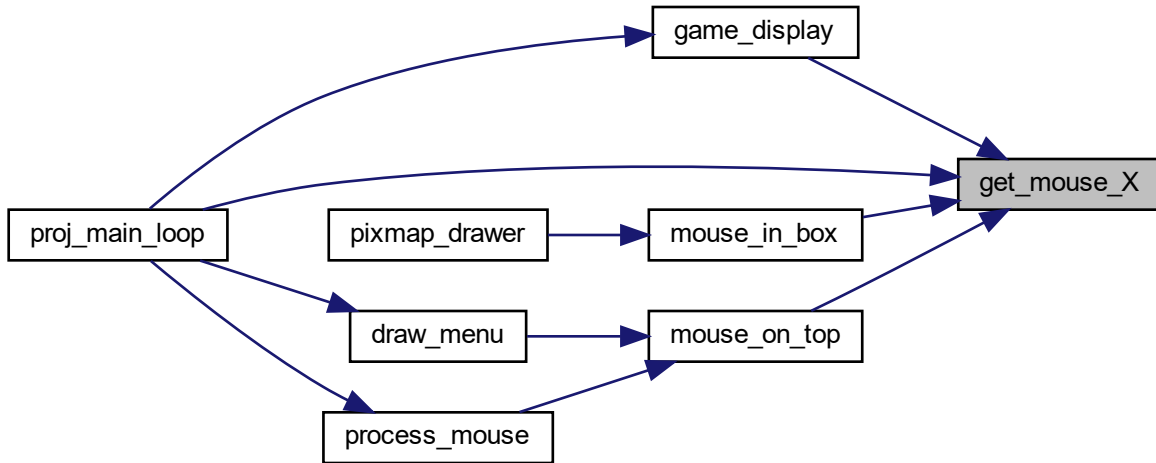 game_display
get_mouse_X
proj_main_loop
pixmap_drawer
mouse_in_box
draw_menu
mouse_on_top
process_mouse